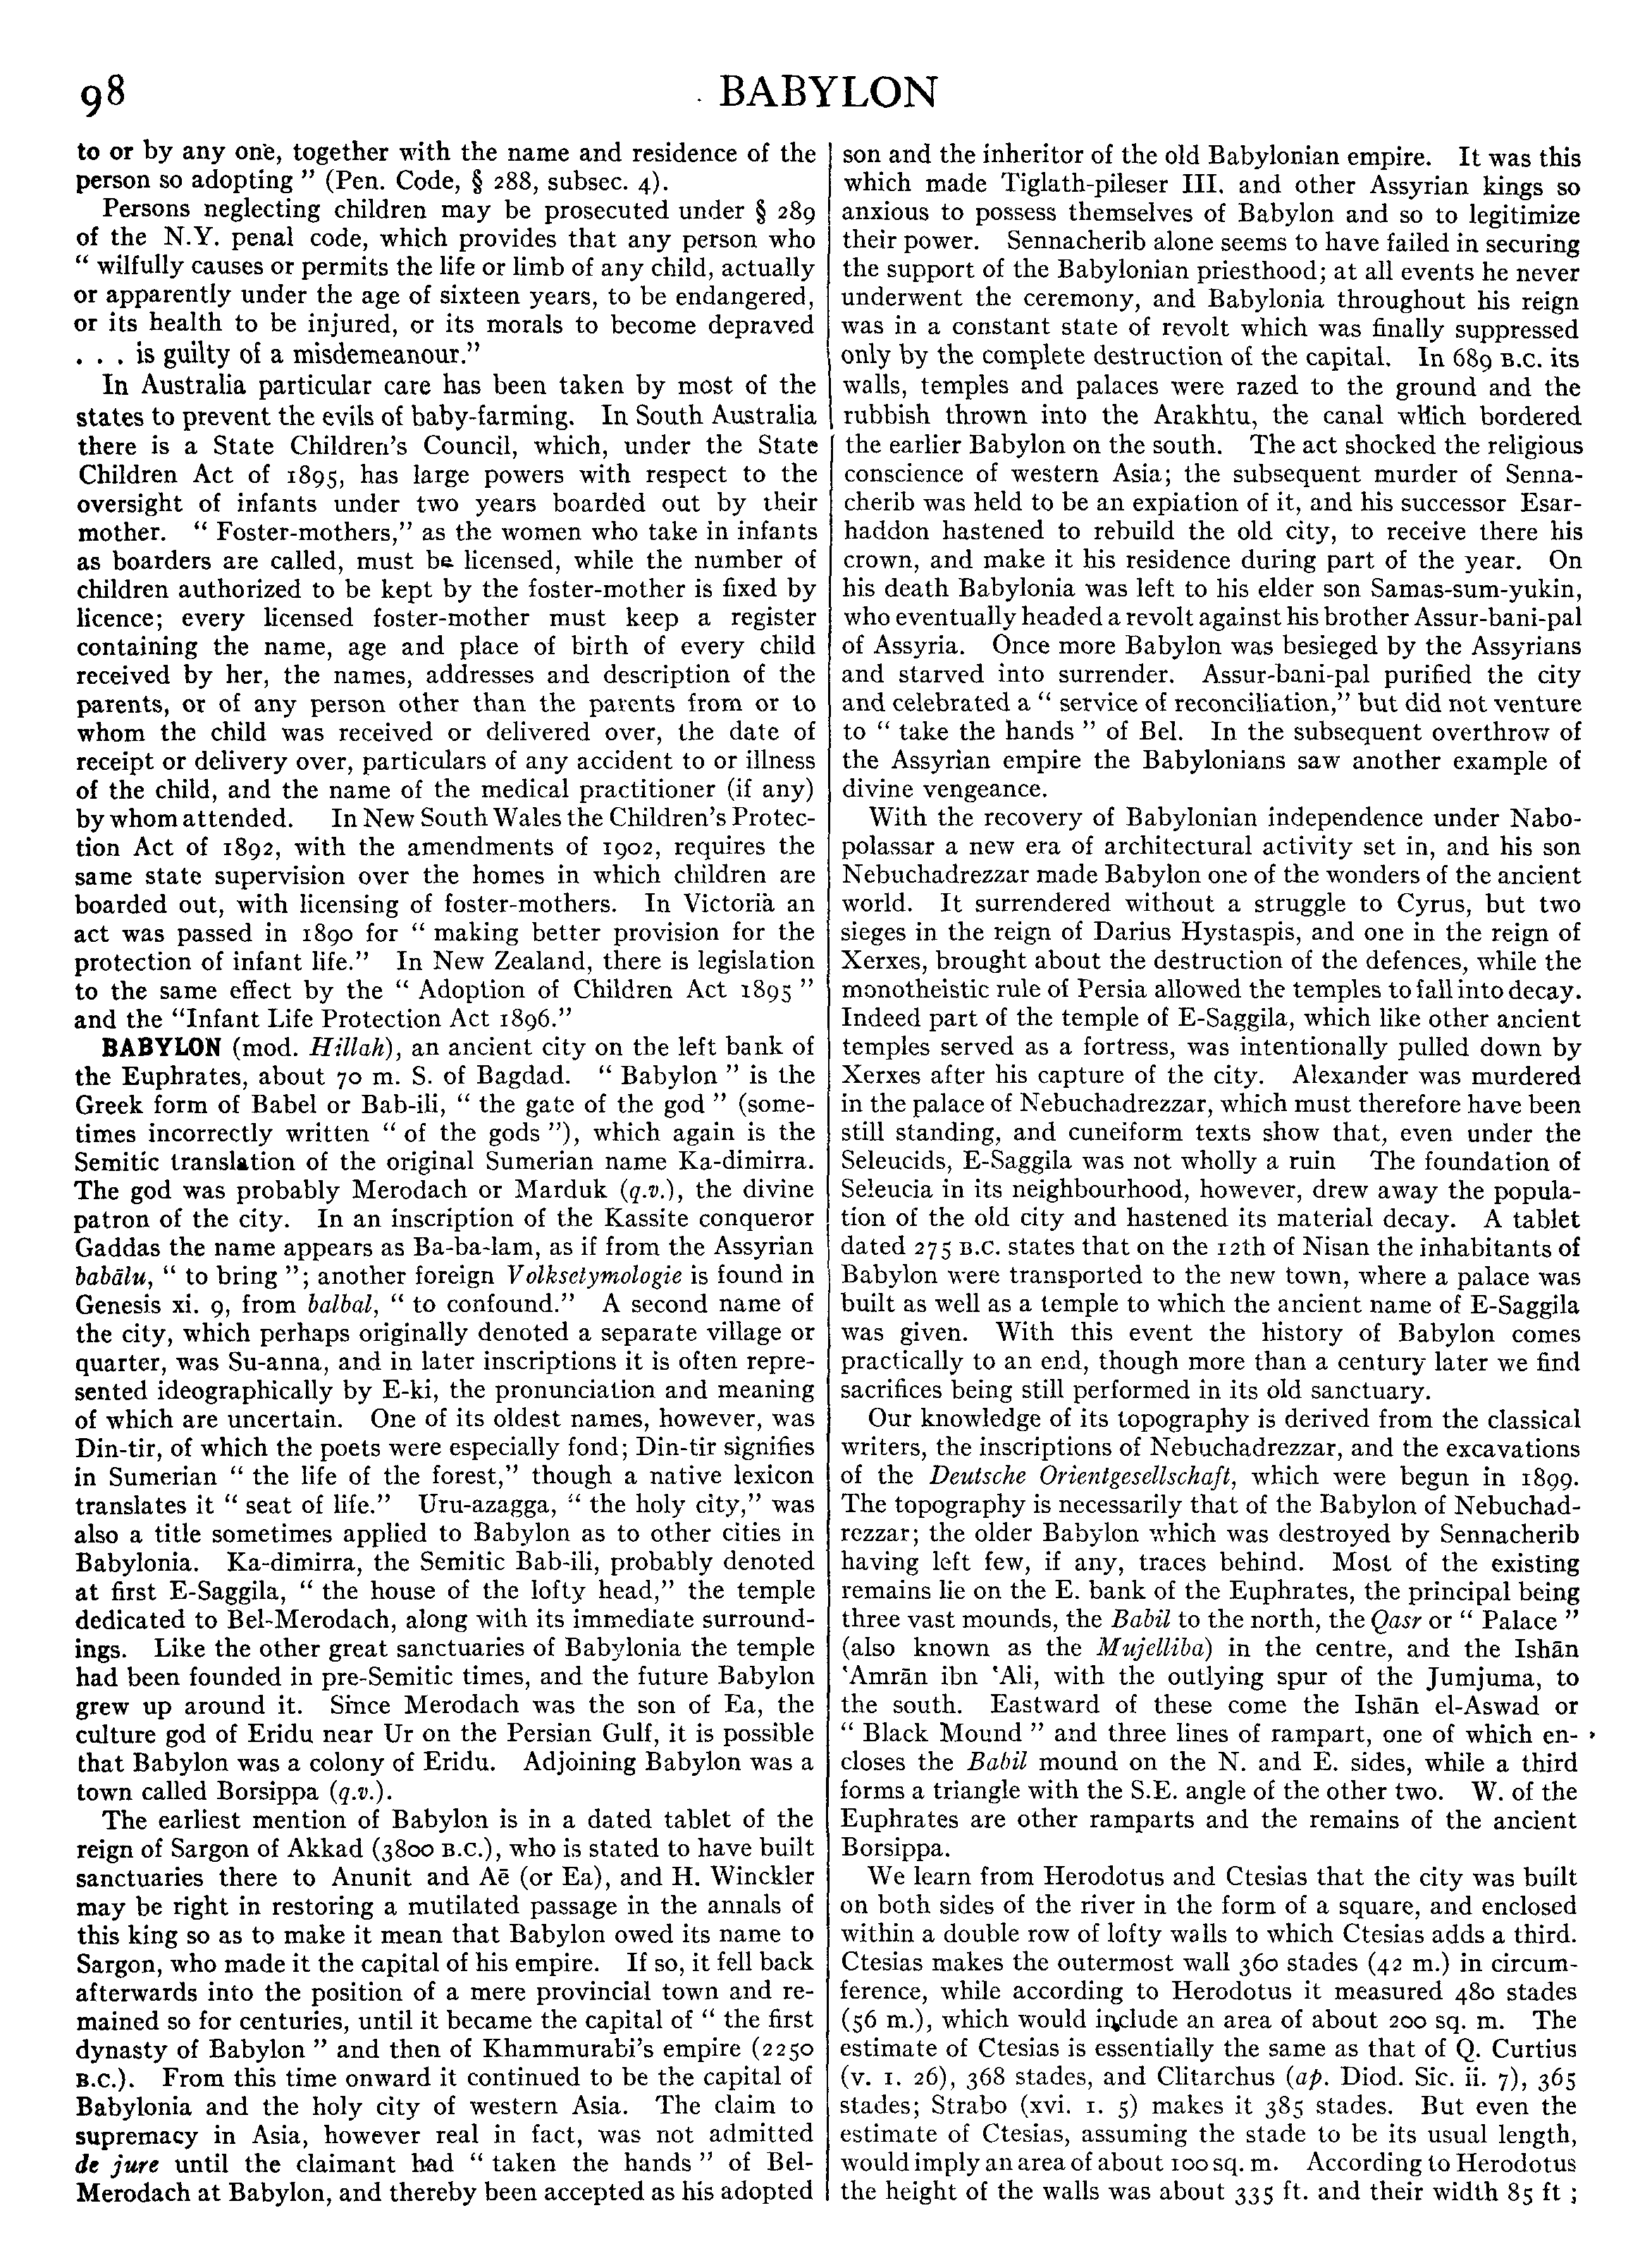 98
BABYLON
to or by any one, together with the name and residence of the
person so adopting ” (Pen. Code, § 288, subsec. 4).
Persons neglecting children may be prosecuted under § 289
of the N.Y. penal code, which provides that any person who
“ wilfully causes or permits the life or limb of any child, actually
or apparently under the age of sixteen years, to be endangered,
or its health to be injured, or its morals to become depraved
. . . is guilty of a misdemeanour.”
In Australia particular care has been taken by most of the
states to prevent the evils of baby-farming. In South Australia
there is a State Children’s Council, which, under the State
Children Act of 1895, has large powers with respect to the
oversight of infants under two years boarded out by their
mother. “ Foster-mothers,” as the women who take in infants
as boarders are called, must be licensed, while the number of
children authorized to be kept by the foster-mother is fixed by
licence; every licensed foster-mother must keep a register
containing the name, age and place of birth of every child
received by her, the names, addresses and description of the
parents, or of any person other than the parents from or to
whom the child was received or delivered over, the date of
receipt or delivery over, particulars of any accident to or illness
of the child, and the name of the medical practitioner (if any)
by whom attended. In New South Wales the Children’s Protec-
tion Act of 1892, with the amendments of 1902, requires the
same state supervision over the homes in which children are
boarded out, with licensing of foster-mothers. In Victoria an
act was passed in 1890 for “ making better provision for the
protection of infant life.” In New Zealand, there is legislation
to the same effect by the “ Adoption of Children Act 1895 ”
and the “Infant Life Protection Act 1896.”
BABYLON (mod. Hillah), an ancient city on the left bank of
the Euphrates, about 70 m. S. of Bagdad. “ Babylon ” is the
Greek form of Babel or Bab-ili, “ the gate of the god ” (some-
times incorrectly written “ of the gods ”), which again is the
Semitic translation of the original Sumerian name Ka-dimirra.
The god was probably Merodach or Marduk (q.v.), the divine
patron of the city. In an inscription of the Kassite conqueror
Gaddas the name appears as Ba-ba-lam, as if from the Assyrian
babālu, “ to bring ”; another foreign Volksetymologie is found in
Genesis xi. 9, from balbal, “ to confound.” A second name of
the city, which perhaps originally denoted a separate village or
quarter, was Su-anna, and in later inscriptions it is often repre-
sented ideographically by E-ki, the pronunciation and meaning
of which are uncertain. One of its oldest names, however, was
Din-tir, of which the poets were especially fond; Din-tir signifies
in Sumerian “ the life of the forest,” though a native lexicon
translates it “ seat of life.” Uru-azagga, “ the holy city,” was
also a title sometimes applied to Babylon as to other cities in
Babylonia. Ka-dimirra, the Semitic Bab-ili, probably denoted
at first E-Saggila, “ the house of the lofty head,” the temple
dedicated to Bel-Merodach, along with its immediate surround-
ings. Like the other great sanctuaries of Babylonia the temple
had been founded in pre-Semitic times, and the future Babylon
grew up around it. Since Merodach was the son of Ea, the
culture god of Eridu near Ur on the Persian Gulf, it is possible
that Babylon was a colony of Eridu. Adjoining Babylon was a
town called Borsippa (q.v.).
The earliest mention of Babylon is in a dated tablet of the
reign of Sargon of Akkad (3800 B.C.), who is stated to have built
sanctuaries there to Anunit and Aē (or Ea), and H. Winckler
may be right in restoring a mutilated passage in the annals of
this king so as to make it mean that Babylon owed its name to
Sargon, who made it the capital of his empire. If so, it fell back
afterwards into the position of a mere provincial town and re-
mained so for centuries, until it became the capital of “ the first
dynasty of Babylon ” and then of Khammurabi’s empire (2250
B.C.). From this time onward it continued to be the capital of
Babylonia and the holy city of western Asia. The claim to
supremacy in Asia, however real in fact, was not admitted
de jure until the claimant had “ taken the hands ” of Bel-
Merodach at Babylon, and thereby been accepted as his adopted
son and the inheritor of the old Babylonian empire. It was this
which made Tiglath-pileser III. and other Assyrian kings so
anxious to possess themselves of Babylon and so to legitimize
their power. Sennacherib alone seems to have failed in securing
the support of the Babylonian priesthood; at all events he never
underwent the ceremony, and Babylonia throughout his reign
was in a constant state of revolt which was finally suppressed
only by the complete destruction of the capital. In 689 B.C. its
walls, temples and palaces were razed to the ground and the
rubbish thrown into the Arakhtu, the canal which bordered
the earlier Babylon on the south. The act shocked the religious
conscience of western Asia; the subsequent murder of Senna-
cherib was held to be an expiation of it, and his successor Esar-
haddon hastened to rebuild the old city, to receive there his
crown, and make it his residence during part of the year. On
his death Babylonia was left to his elder son Samas-sum-yukin,
who eventually headed a revolt against his brother Assur-bani-pal
of Assyria. Once more Babylon was besieged by the Assyrians
and starved into surrender. Assur-bani-pal purified the city
and celebrated a “ service of reconciliation,” but did not venture
to “ take the hands ” of Bel. In the subsequent overthrow of
the Assyrian empire the Babylonians saw another example of
divine vengeance.
With the recovery of Babylonian independence under Nabo-
polassar a new era of architectural activity set in, and his son
Nebuchadrezzar made Babylon one of the wonders of the ancient
world. It surrendered without a struggle to Cyrus, but two
sieges in the reign of Darius Hystaspis, and one in the reign of
Xerxes, brought about the destruction of the defences, while the
monotheistic rule of Persia allowed the temples to fall into decay.
Indeed part of the temple of E-Saggila, which like other ancient
temples served as a fortress, was intentionally pulled down by
Xerxes after his capture of the city. Alexander was murdered
in the palace of Nebuchadrezzar, which must therefore have been
still standing, and cuneiform texts show that, even under the
Seleucids, E-Saggila was not wholly a ruin The foundation of
Seleucia in its neighbourhood, however, drew away the popula-
tion of the old city and hastened its material decay. A tablet
dated 275 B.C. states that on the 12th of Nisan the inhabitants of
Babylon were transported to the new town, where a palace was
built as well as a temple to which the ancient name of E-Saggila
was given. With this event the history of Babylon comes
practically to an end, though more than a century later we find
sacrifices being still performed in its old sanctuary.
Our knowledge of its topography is derived from the classical
writers, the inscriptions of Nebuchadrezzar, and the excavations
of the Deutsche Orientgesellschaft, which were begun in 1899.
The topography is necessarily that of the Babylon of Nebuchad-
rezzar; the older Babylon which was destroyed by Sennacherib
having left few, if any, traces behind. Most of the existing
remains lie on the E. bank of the Euphrates, the principal being
three vast mounds, the Babil to the north, the Qasr or “ Palace ”
(also known as the Mujelliba) in the centre, and the Ishān
‛Amrān ibn ‛Ali, with the outlying spur of the Jumjuma, to
the south. Eastward of these come the Ishān el-Aswad or
“ Black Mound ” and three lines of rampart, one of which en-
closes the Babil mound on the N. and E. sides, while a third
forms a triangle with the S.E. angle of the other two. W. of the
Euphrates are other ramparts and the remains of the ancient
Borsippa.
We learn from Herodotus and Ctesias that the city was built
on both sides of the river in the form of a square, and enclosed
within a double row of lofty walls to which Ctesias adds a third.
Ctesias makes the outermost wall 360 stades (42 m.) in circum-
ference, while according to Herodotus it measured 480 stades
(56 m.), which would include an area of about 200 sq. m. The
estimate of Ctesias is essentially the same as that of Q. Curtius
(v. 1. 26), 368 stades, and Clitarchus (ap. Diod. Sic. ii. 7), 365
stades; Strabo (xvi. 1. 5) makes it 385 stades. But even the
estimate of Ctesias, assuming the stade to be its usual length,
would imply an area of about 100 sq. m. According to Herodotus
the height of the walls was about 335 ft. and their width 85 ft ;